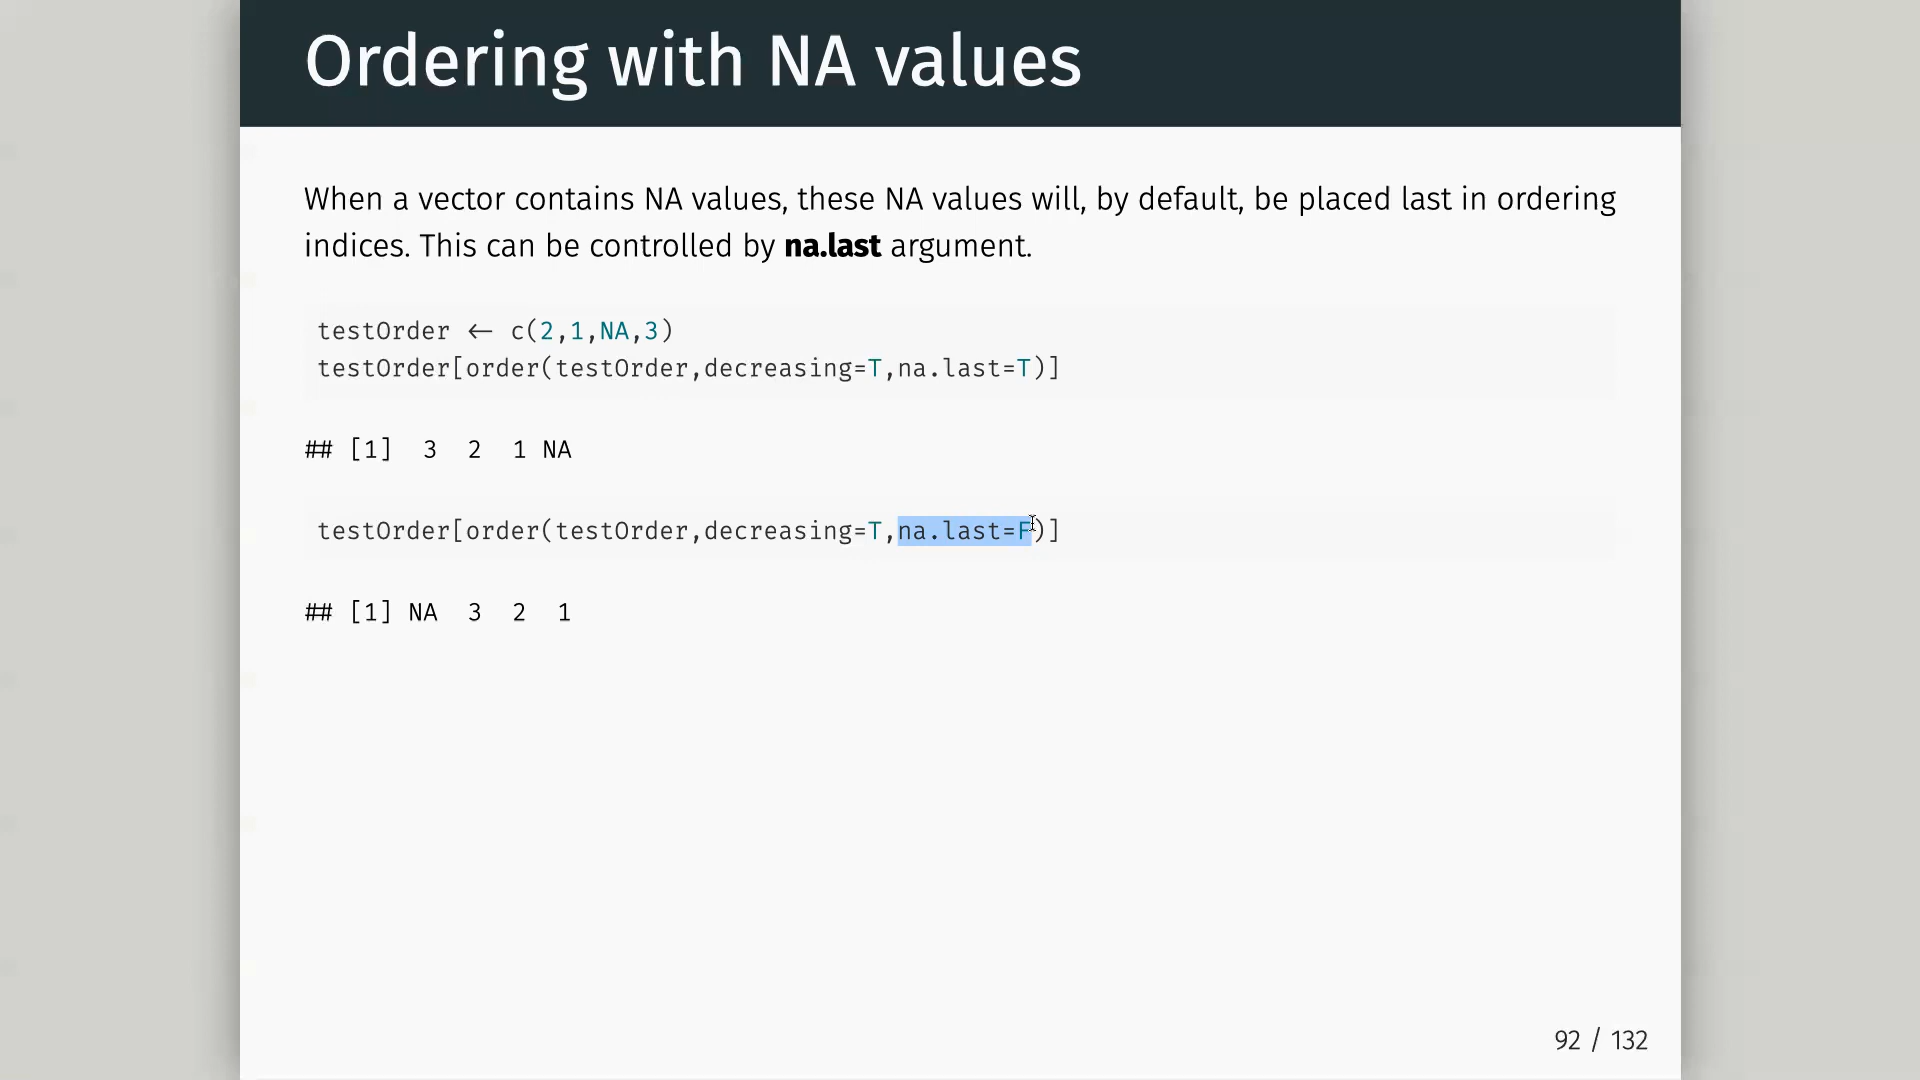 Ordering with NA values
When a vector contains NA values, these NA values will, by default, be placed last in ordering
indices. This can be controlled by na.last argument.
testOrder ← c(2,1,NA,3)
testOrder[order(testOrder,decreasing=T,na.last=T)]
## [1]  3  2  1 NA
testOrder[order(testOrder,decreasing=T,na.last=F)]
## [1] NA  3  2  1
92 / 132